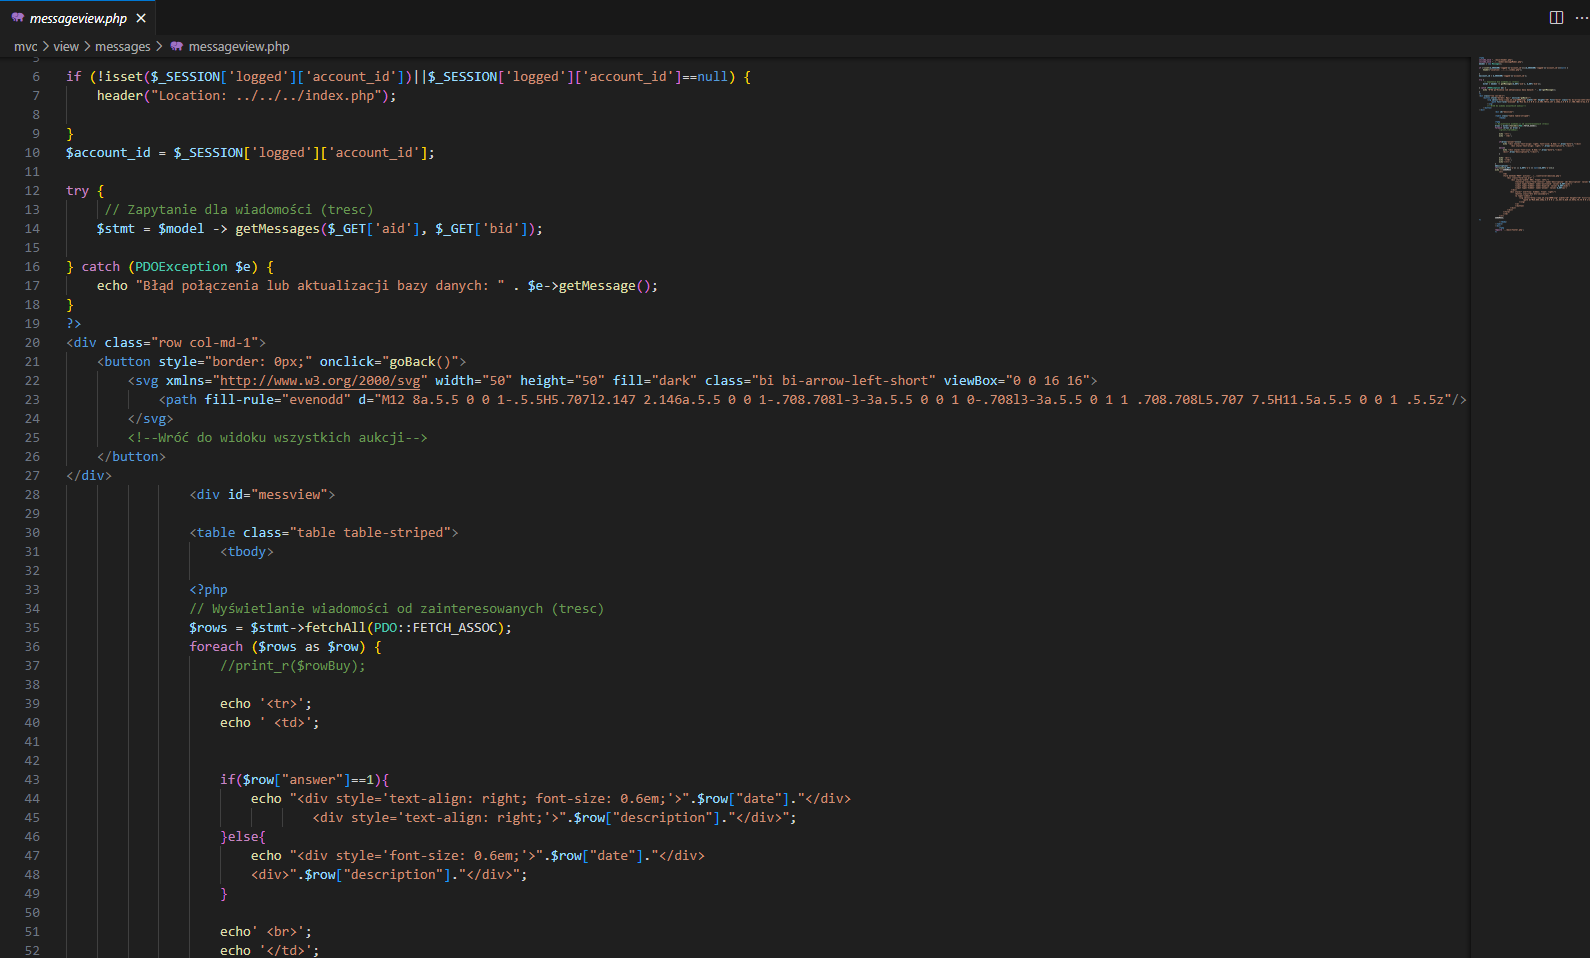 messageview.php
mvc > view > messages > messageview.php
5
6 if (!isset($_SESSION['logged']['account_id'])||$_SESSION['logged']['account_id']==null) {
7 header("Location: ../../../index.php");
8
9 }
10 $account_id = $_SESSION['logged']['account_id'];
11
12 try {
13 // Zapytanie dla wiadomości (tresc)
14 $stmt = $model -> getMessages($_GET['aid'], $_GET['bid']);
15
16 } catch (PDOException $e) {
17 echo "Błąd połączenia lub aktualizacji bazy danych: " . $e->getMessage();
18 }
19 ?>
20 <div class="row col-md-1">
21 <button style="border: 0px;" onclick="goBack()">
22 <svg xmlns="http://www.w3.org/2000/svg" width="50" height="50" fill="dark" class="bi bi-arrow-left-short" viewBox="0 0 16 16">
23 <path fill-rule="evenodd" d="M12 8a.5.5 0 0 1-.5.5H5.707l2.147 2.146a.5.5 0 0 1-.708.708l-3-3a.5.5 0 0 1 0-.708l3-3a.5.5 0 1 1 .708.708L5.707 7.5H11.5a.5.5 0 0 1 .5.5z"/>
24 </svg>
25 <!--Wróć do widoku wszystkich aukcji-->
26 </button>
27 </div>
28 <div id="messview">
29
30 <table class="table table-striped">
31 <tbody>
32
33 <?php
34 // Wyświetlanie wiadomości od zainteresowanych (tresc)
35 $rows = $stmt->fetchAll(PDO::FETCH_ASSOC);
36 foreach ($rows as $row) {
37 //print_r($rowBuy);
38
39 echo '<tr>';
40 echo ' <td>';
41
42
43 if($row["answer"]==1){
44 echo "<div style='text-align: right; font-size: 0.6em;'>".$row["date"]."</div>
45 <div style='text-align: right;'>".$row["description"]."</div>";
46 }else{
47 echo "<div style='font-size: 0.6em;'>".$row["date"]."</div>
48 <div>".$row["description"]."</div>";
49 }
50
51 echo' <br>';
52 echo '</td>';